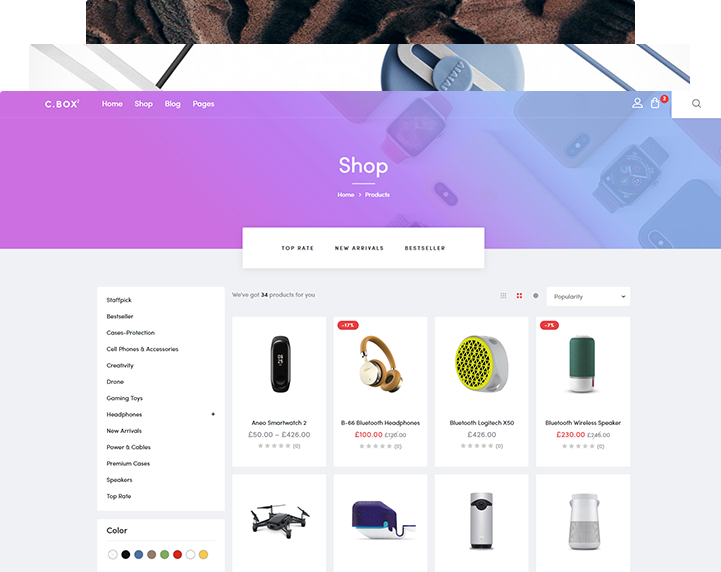 C.BOX
Home Shop Blog Pages
3
Shop
Home > Products
TOP RATE NEW ARRIVALS BESTSELLER
Staffpick
Bestseller
Cases-Protection
Cell Phones & Accessories
Creativity
Drone
Gaming Toys
Headphones +
New Arrivals
Power & Cables
Premium Cases
Speakers
Top Rate
Color
We've got 34 products for you
Popularity
Aneo Smartwatch 2
£50.00 – £426.00
(0)
-17%
B-66 Bluetooth Headphones
£100.00 £120.00
(0)
Bluetooth Logitech X50
£426.00
(0)
-7%
Bluetooth Wireless Speaker
£230.00 £246.00
(0)